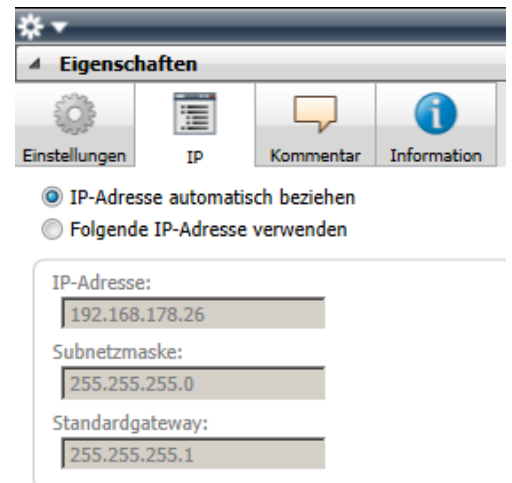 Eigenschaften
Einstellungen IP Kommentar Information
IP-Adresse automatisch beziehen
Folgende IP-Adresse verwenden
IP-Adresse:
192.168.178.26
Subnetzmaske:
255.255.255.0
Standardgateway:
255.255.255.1